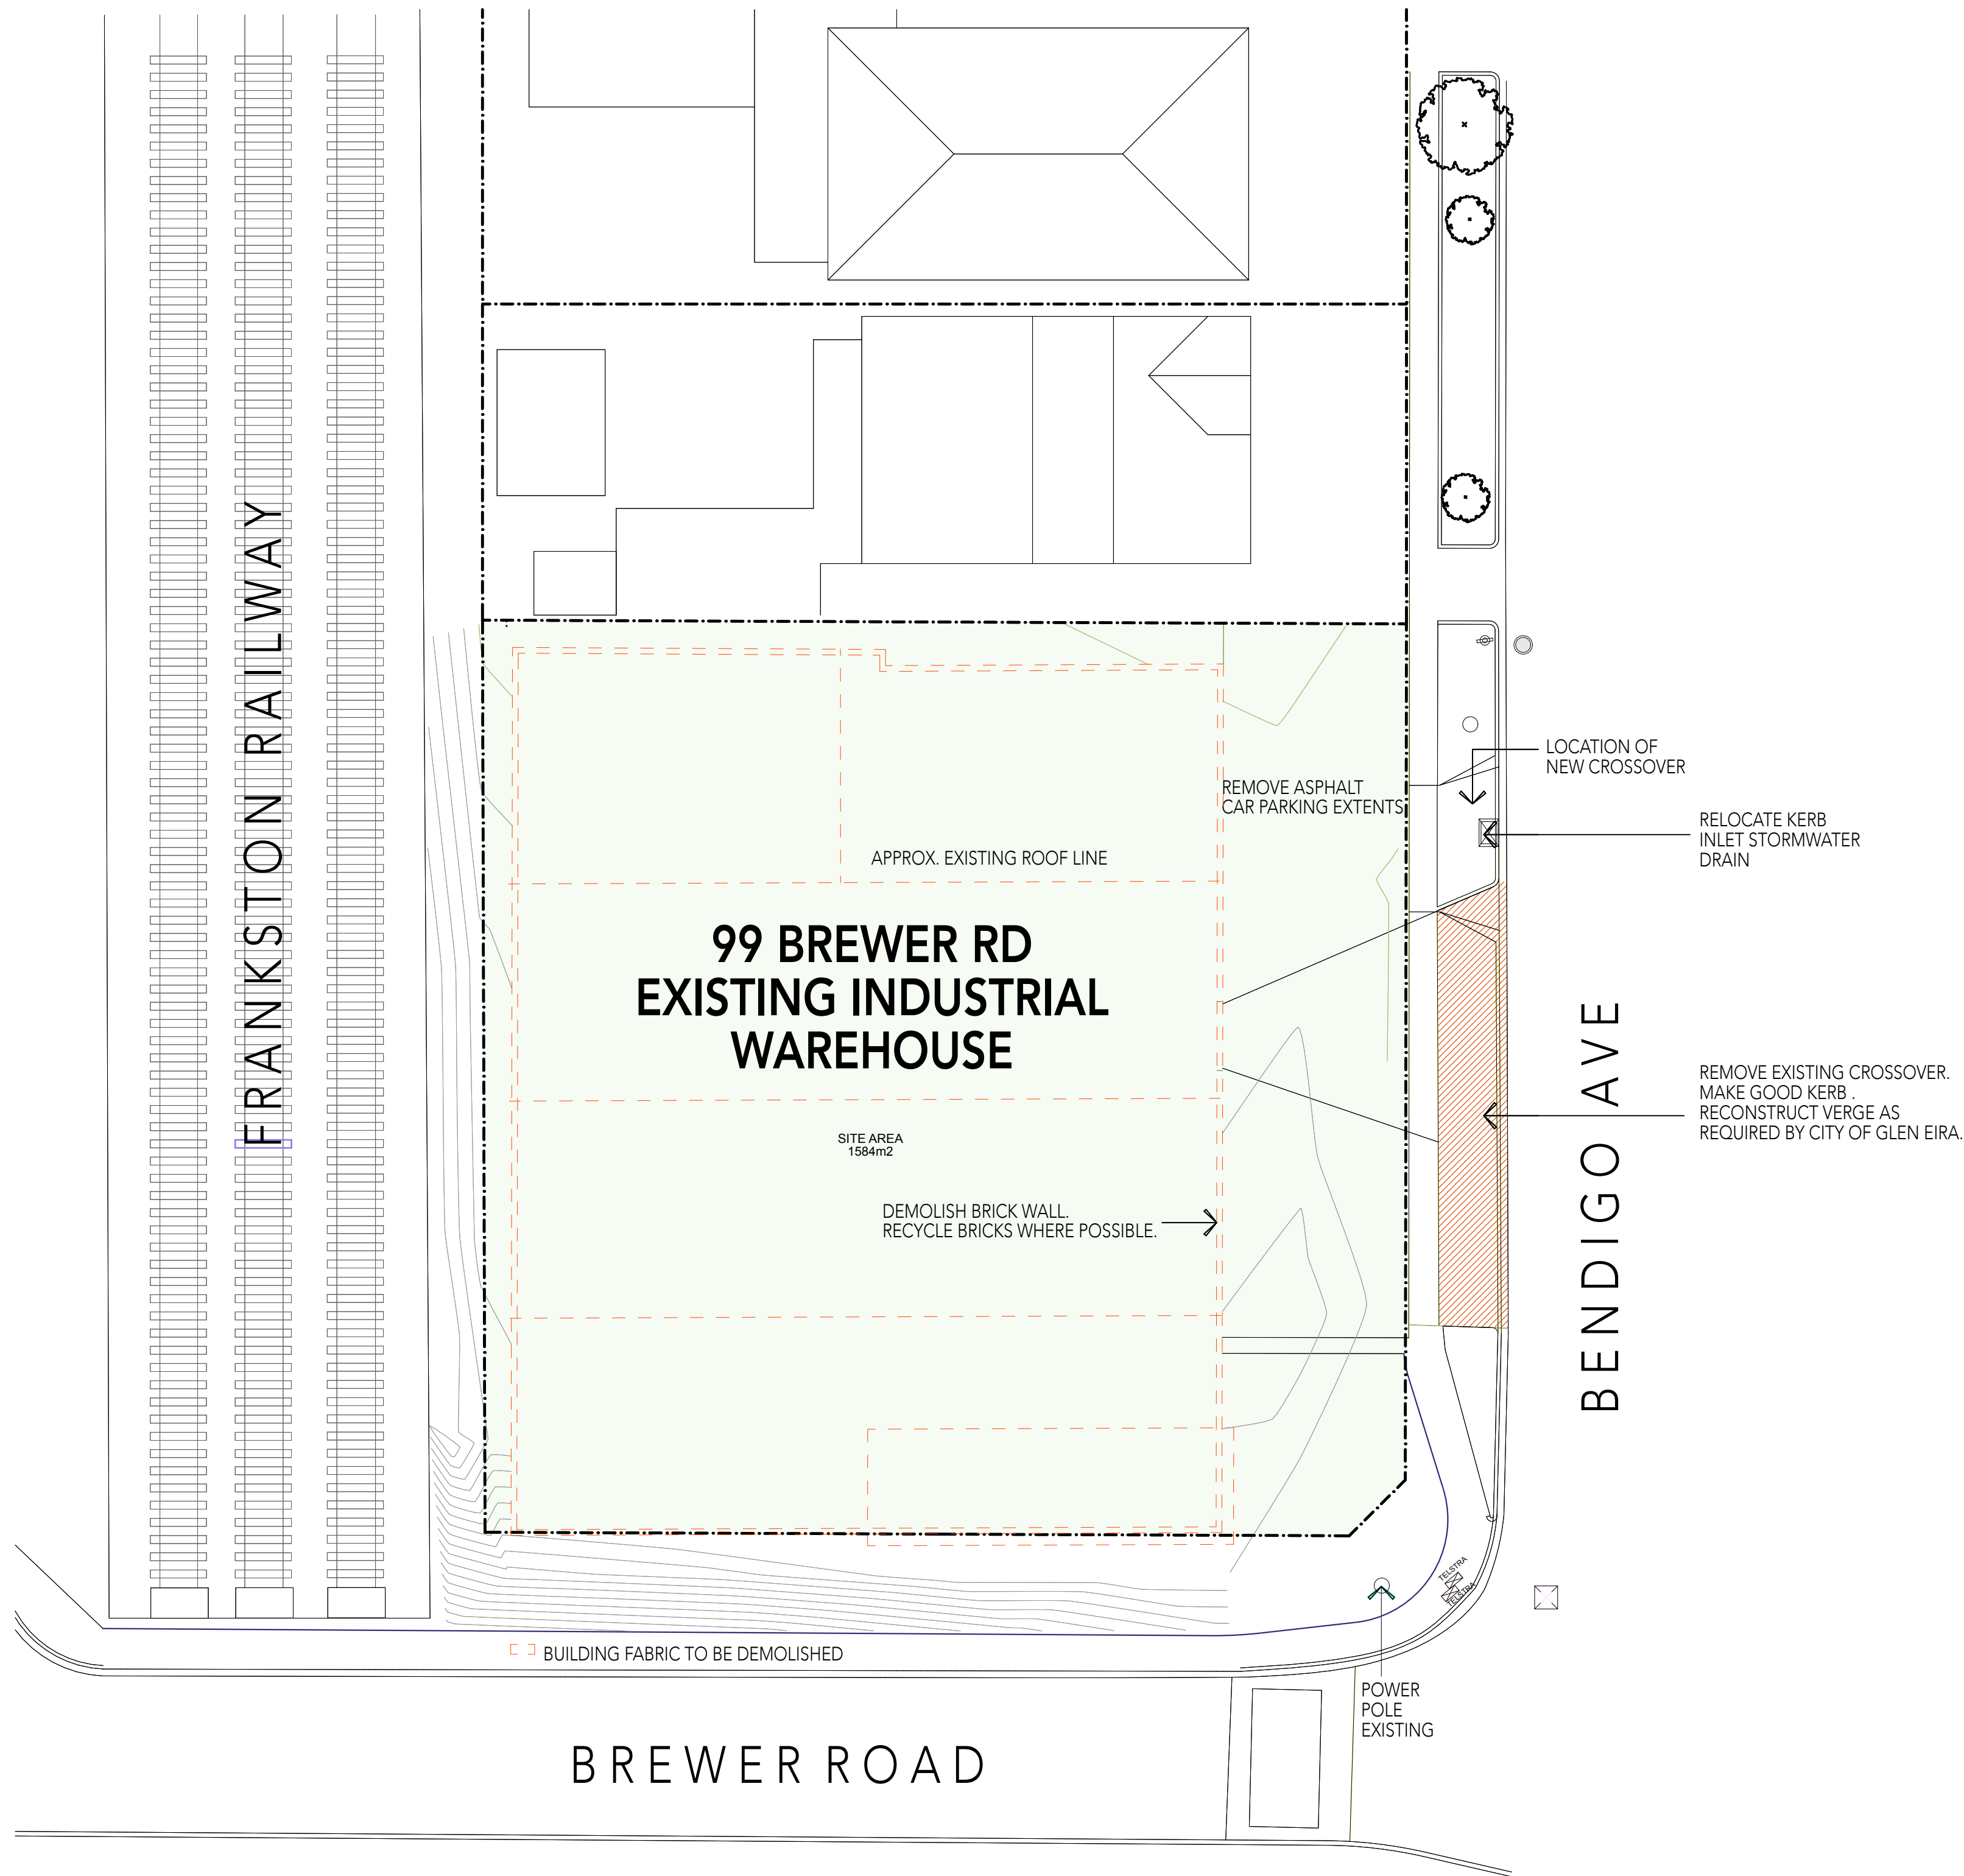 FRANKSTON RAILWAY
LOCATION OF
NEW CROSSOVER
REMOVE ASPHALT
CAR PARKING EXTENTS
RELOCATE KERB
INLET STORMWATER
DRAIN
APPROX. EXISTING ROOF LINE
99 BREWER RD
EXISTING INDUSTRIAL
WAREHOUSE
BENDIGO AVE
REMOVE EXISTING CROSSOVER.
MAKE GOOD KERB .
RECONSTRUCT VERGE AS
REQUIRED BY CITY OF GLEN EIRA.
SITE AREA
1584m2
DEMOLISH BRICK WALL.
RECYCLE BRICKS WHERE POSSIBLE.
TELSTRA
TELSTRA
BUILDING FABRIC TO BE DEMOLISHED
POWER
POLE
EXISTING
BREWER ROAD